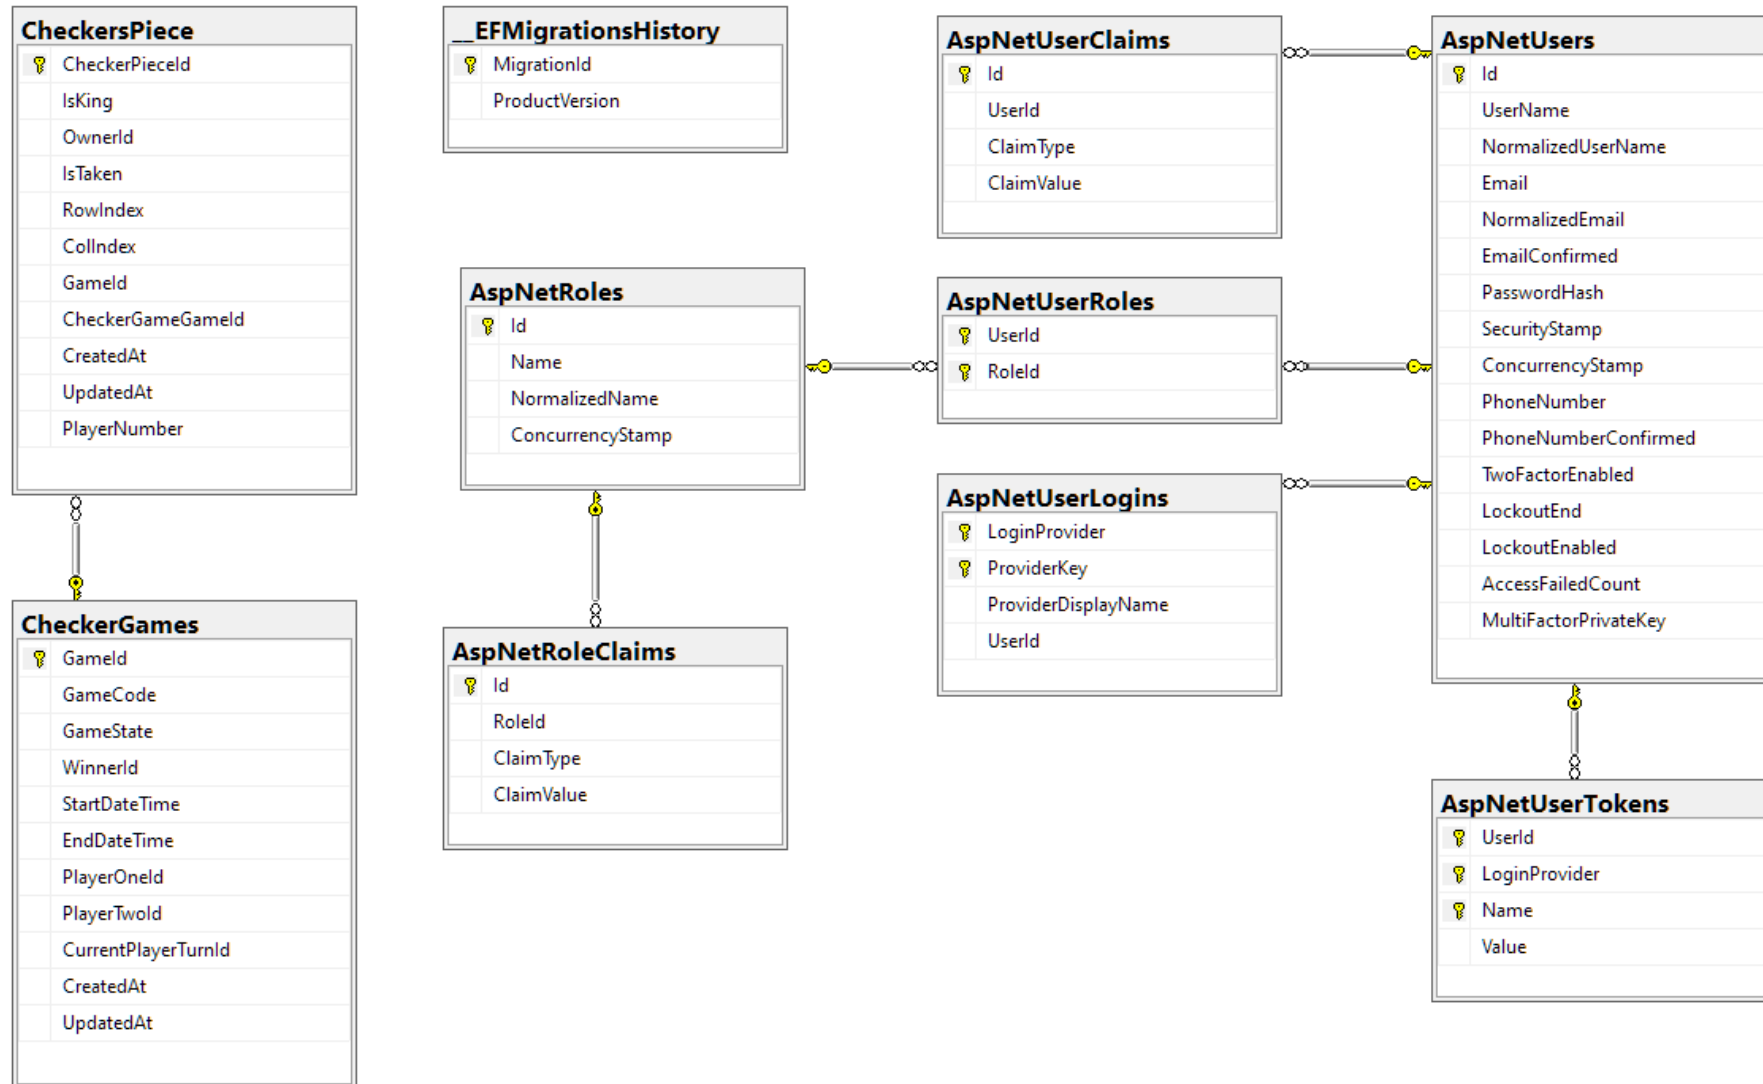 CheckersPiece
CheckerPieceId
IsKing
OwnerId
IsTaken
RowIndex
ColIndex
GameId
CheckerGameGameId
CreatedAt
UpdatedAt
PlayerNumber
CheckerGames
GameId
GameCode
GameState
WinnerId
StartDateTime
EndDateTime
PlayerOneId
PlayerTwoId
CurrentPlayerTurnId
CreatedAt
UpdatedAt
__EFMigrationsHistory
MigrationId
ProductVersion
AspNetRoles
Id
Name
NormalizedName
ConcurrencyStamp
AspNetRoleClaims
Id
RoleId
ClaimType
ClaimValue
AspNetUserClaims
Id
UserId
ClaimType
ClaimValue
AspNetUserRoles
UserId
RoleId
AspNetUserLogins
LoginProvider
ProviderKey
ProviderDisplayName
UserId
AspNetUsers
Id
UserName
NormalizedUserName
Email
NormalizedEmail
EmailConfirmed
PasswordHash
SecurityStamp
ConcurrencyStamp
PhoneNumber
PhoneNumberConfirmed
TwoFactorEnabled
LockoutEnd
LockoutEnabled
AccessFailedCount
MultiFactorPrivateKey
AspNetUserTokens
UserId
LoginProvider
Name
Value